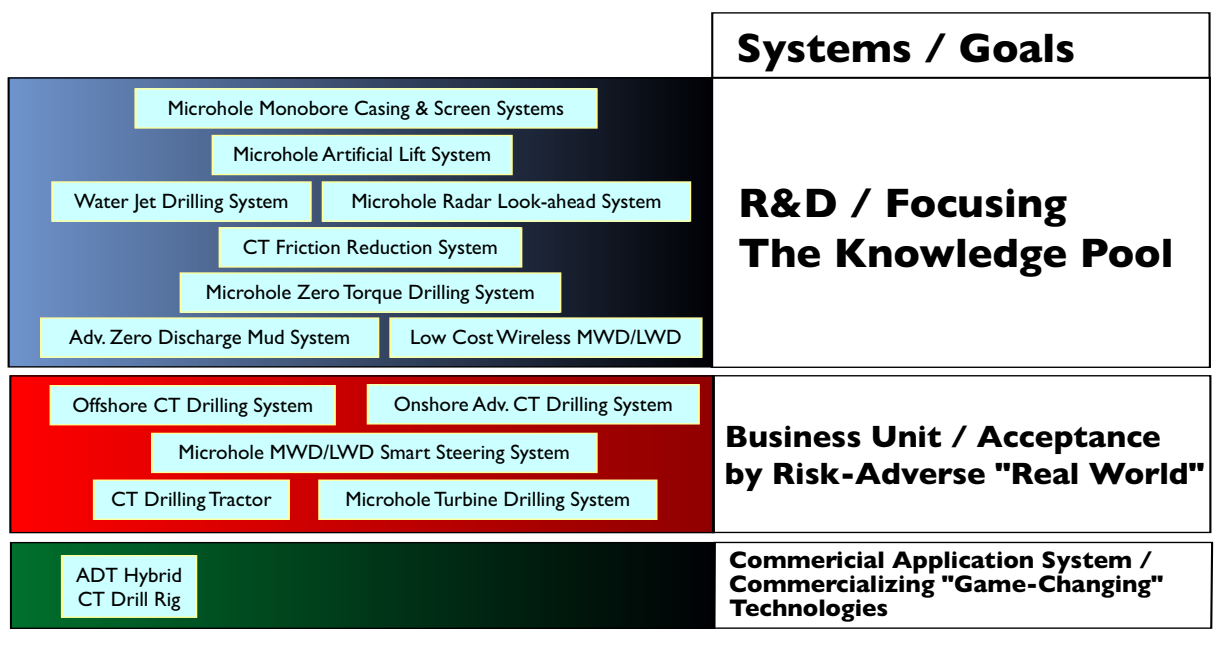 Systems / Goals
Microhole Monobore Casing & Screen Systems
Microhole Artificial Lift System
Water Jet Drilling System
Microhole Radar Look-ahead System
CT Friction Reduction System
Microhole Zero Torque Drilling System
Adv. Zero Discharge Mud System
Low Cost Wireless MWD/LWD
R&D / Focusing
The Knowledge Pool
Offshore CT Drilling System
Onshore Adv. CT Drilling System
Microhole MWD/LWD Smart Steering System
CT Drilling Tractor
Microhole Turbine Drilling System
Business Unit / Acceptance
by Risk-Adverse "Real World"
ADT Hybrid
CT Drill Rig
Commericial Application System /
Commercializing "Game-Changing"
Technologies